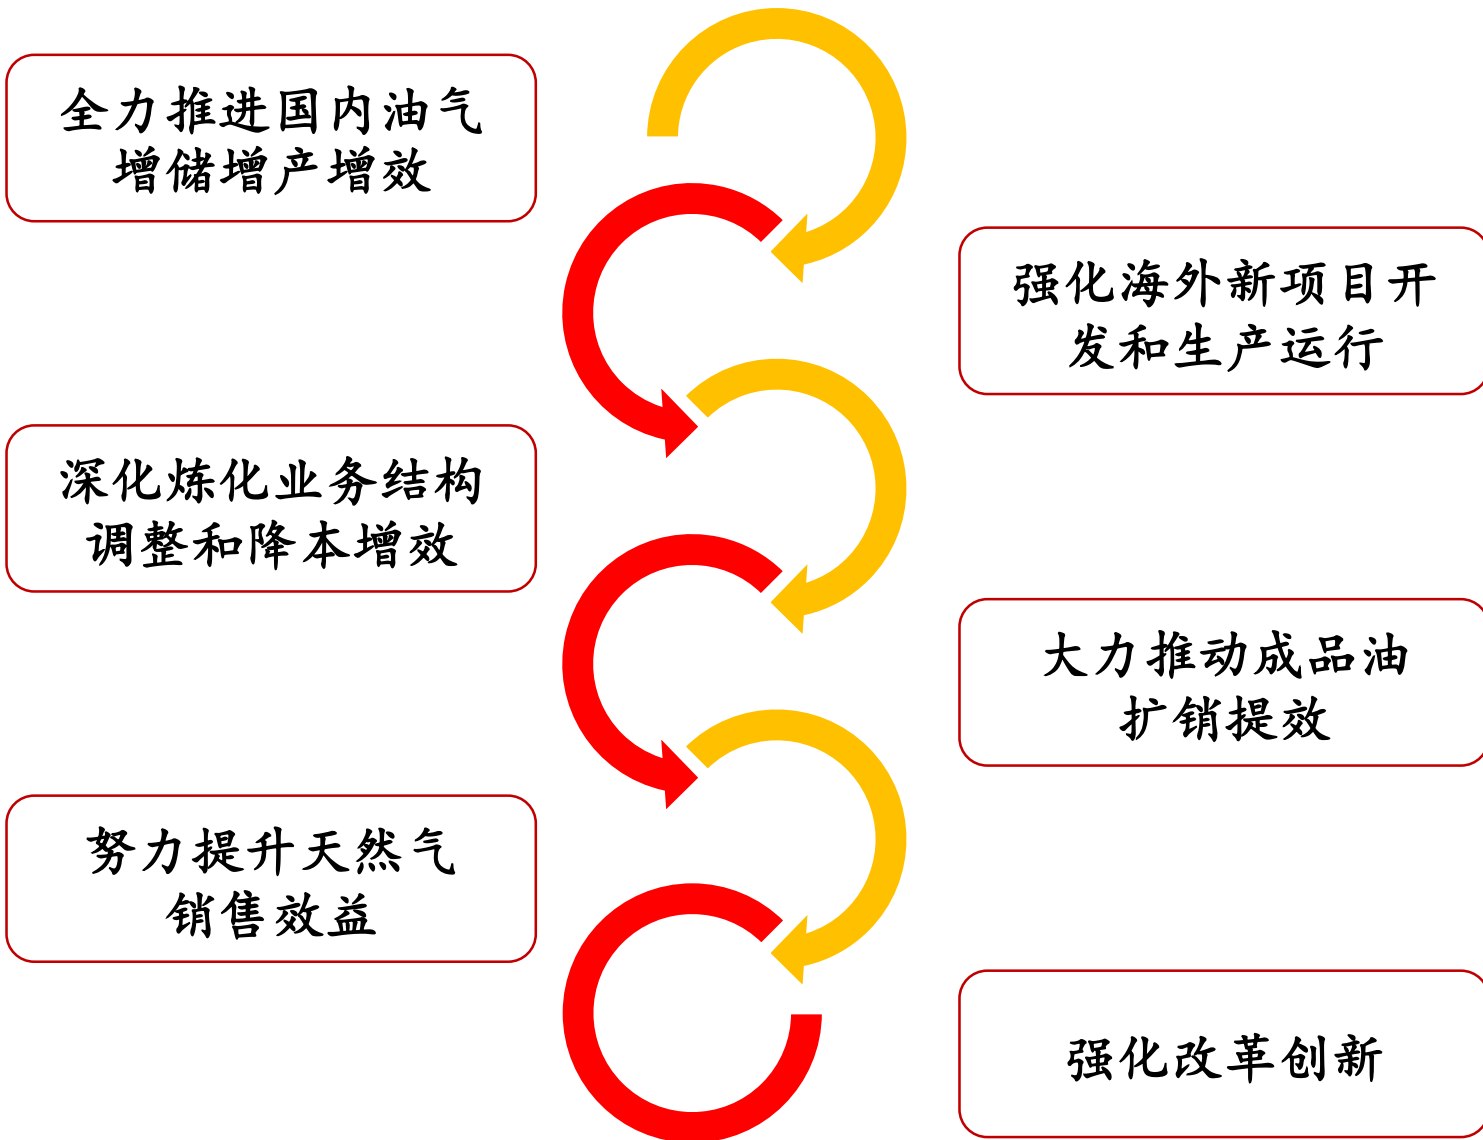 全力推进国内油气
增储增产增效
强化海外新项目开
发和生产运行
深化炼化业务结构
调整和降本增效
大力推动成品油
扩销提效
努力提升天然气
销售效益
强化改革创新